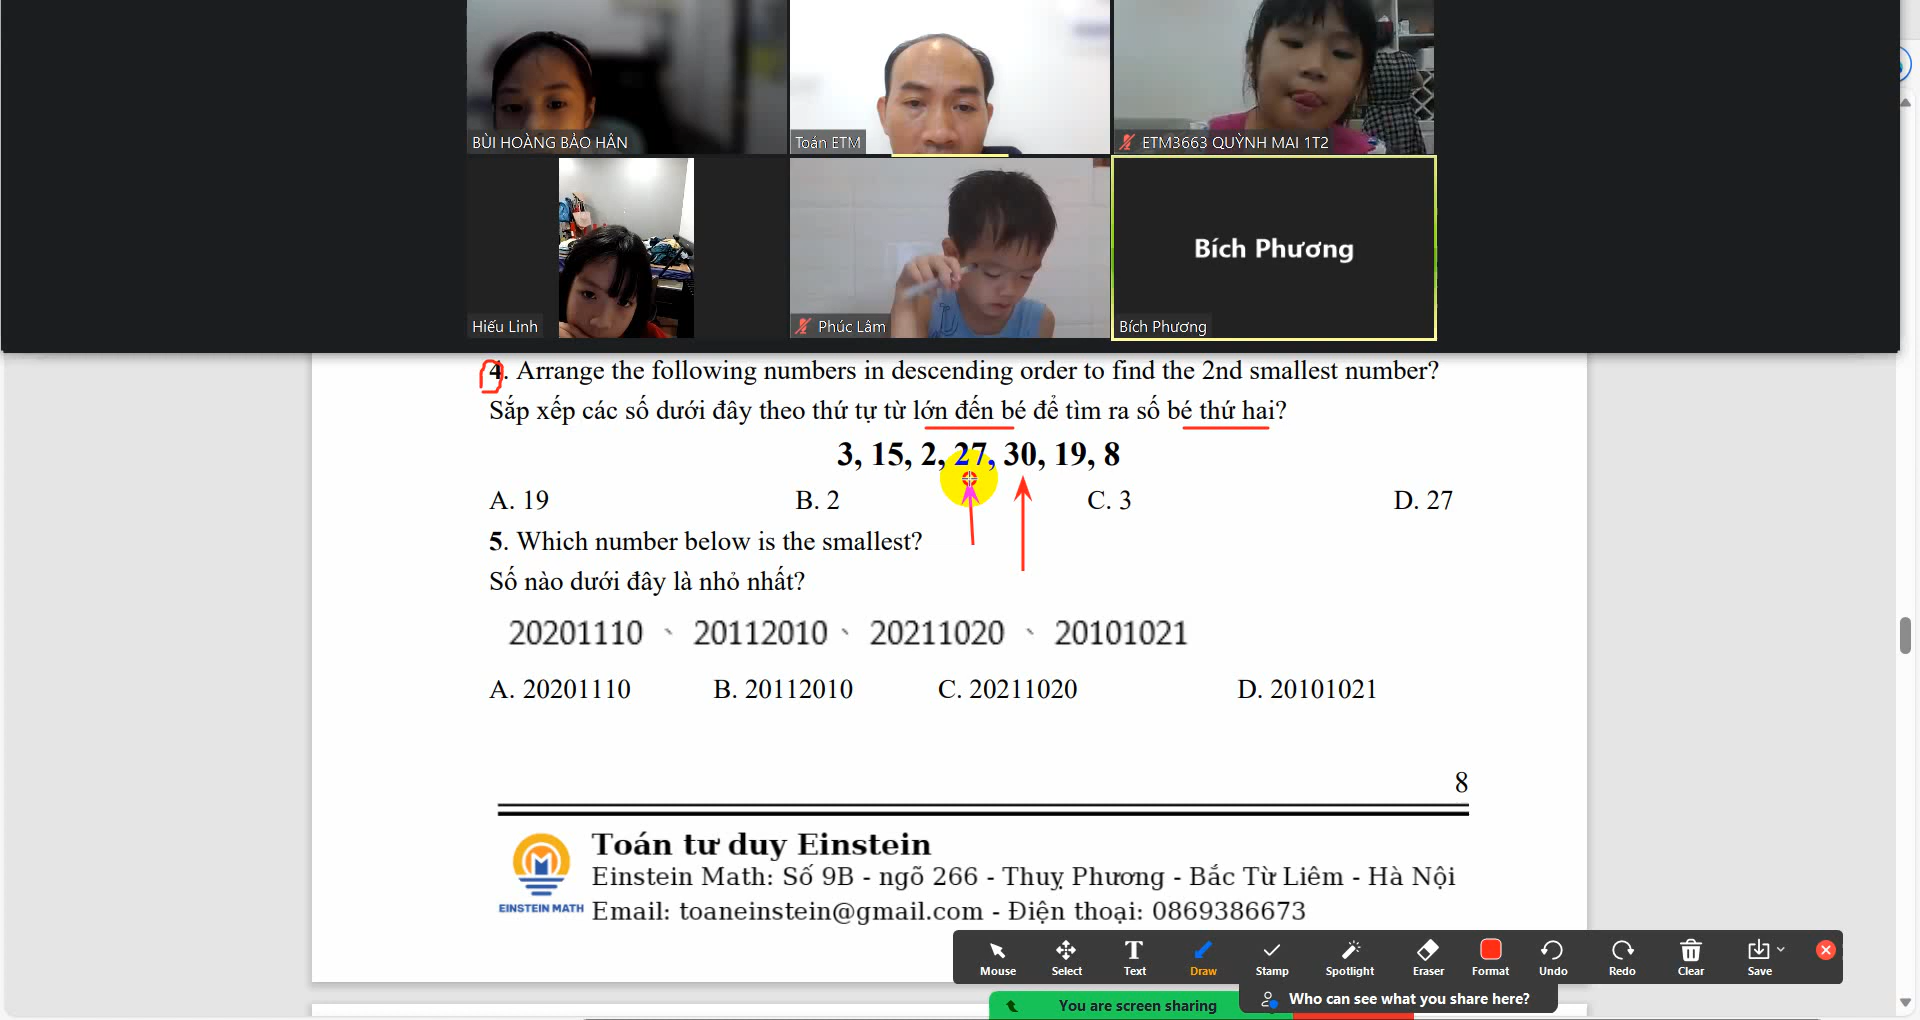 BÙI HOÀNG BẢO HÂN
Toán ETM
ETM3663 QUỲNH MAI 1T2
Hiếu Linh
Phúc Lâm
Bích Phương
Bích Phương
4. Arrange the following numbers in descending order to find the 2nd smallest number?
Sắp xếp các số dưới đây theo thứ tự từ lớn đến bé để tìm ra số bé thứ hai?
3, 15, 2, 27, 30, 19, 8
A. 19 B. 2 C. 3 D. 27
5. Which number below is the smallest?
Số nào dưới đây là nhỏ nhất?
20201110 、 20112010 、 20211020 、 20101021
A. 20201110 B. 20112010 C. 20211020 D. 20101021
8
Toán tư duy Einstein
Einstein Math: Số 9B - ngõ 266 - Thuỵ Phương - Bắc Từ Liêm - Hà Nội
EINSTEIN MATH Email: toaneinstein@gmail.com - Điện thoại: 0869386673
Mouse Select Text Draw Stamp Spotlight Eraser Format Undo Redo Clear Save
You are screen sharing
Who can see what you share here?